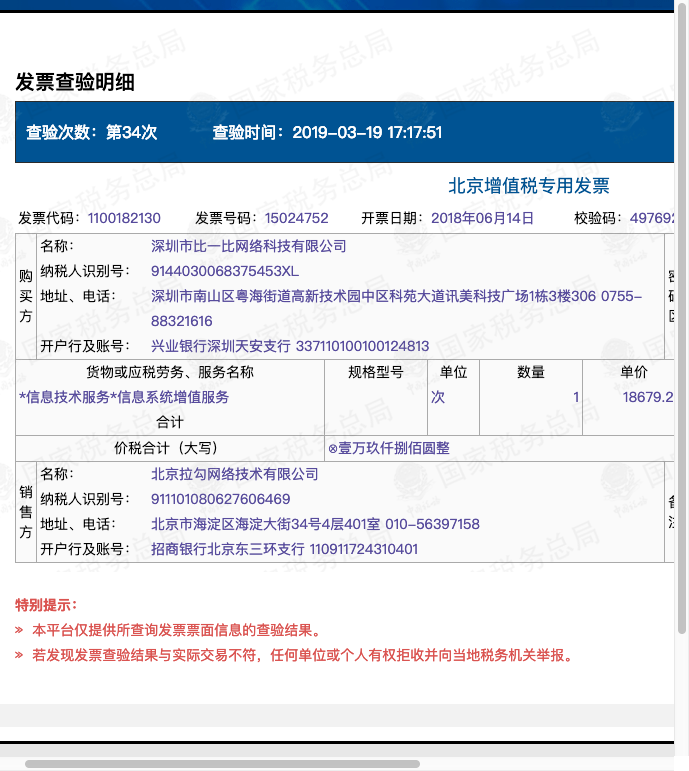 发票查验明细
查验次数：第34次 查验时间：2019-03-19 17:17:51
北京增值税专用发票
发票代码：1100182130 发票号码：15024752 开票日期：2018年06月14日 校验码：49769
购买方
名称： 深圳市比一比网络科技有限公司
纳税人识别号： 9144030068375453XL
地址、电话： 深圳市南山区粤海街道高新技术园中区科苑大道讯美科技广场1栋3楼306 0755-
88321616
开户行及账号： 兴业银行深圳天安支行 337110100100124813
货物或应税劳务、服务名称 规格型号 单位 数量 单价
*信息技术服务*信息系统增值服务 次 1 18679.2
合计
价税合计（大写） ⊗壹万玖仟捌佰圆整
销售方
名称： 北京拉勾网络技术有限公司
纳税人识别号： 911101080627606469
地址、电话： 北京市海淀区海淀大街34号4层401室 010-56397158
开户行及账号： 招商银行北京东三环支行 110911724310401
特别提示：
» 本平台仅提供所查询发票票面信息的查验结果。
» 若发现发票查验结果与实际交易不符，任何单位或个人有权拒收并向当地税务机关举报。
国家税务总局